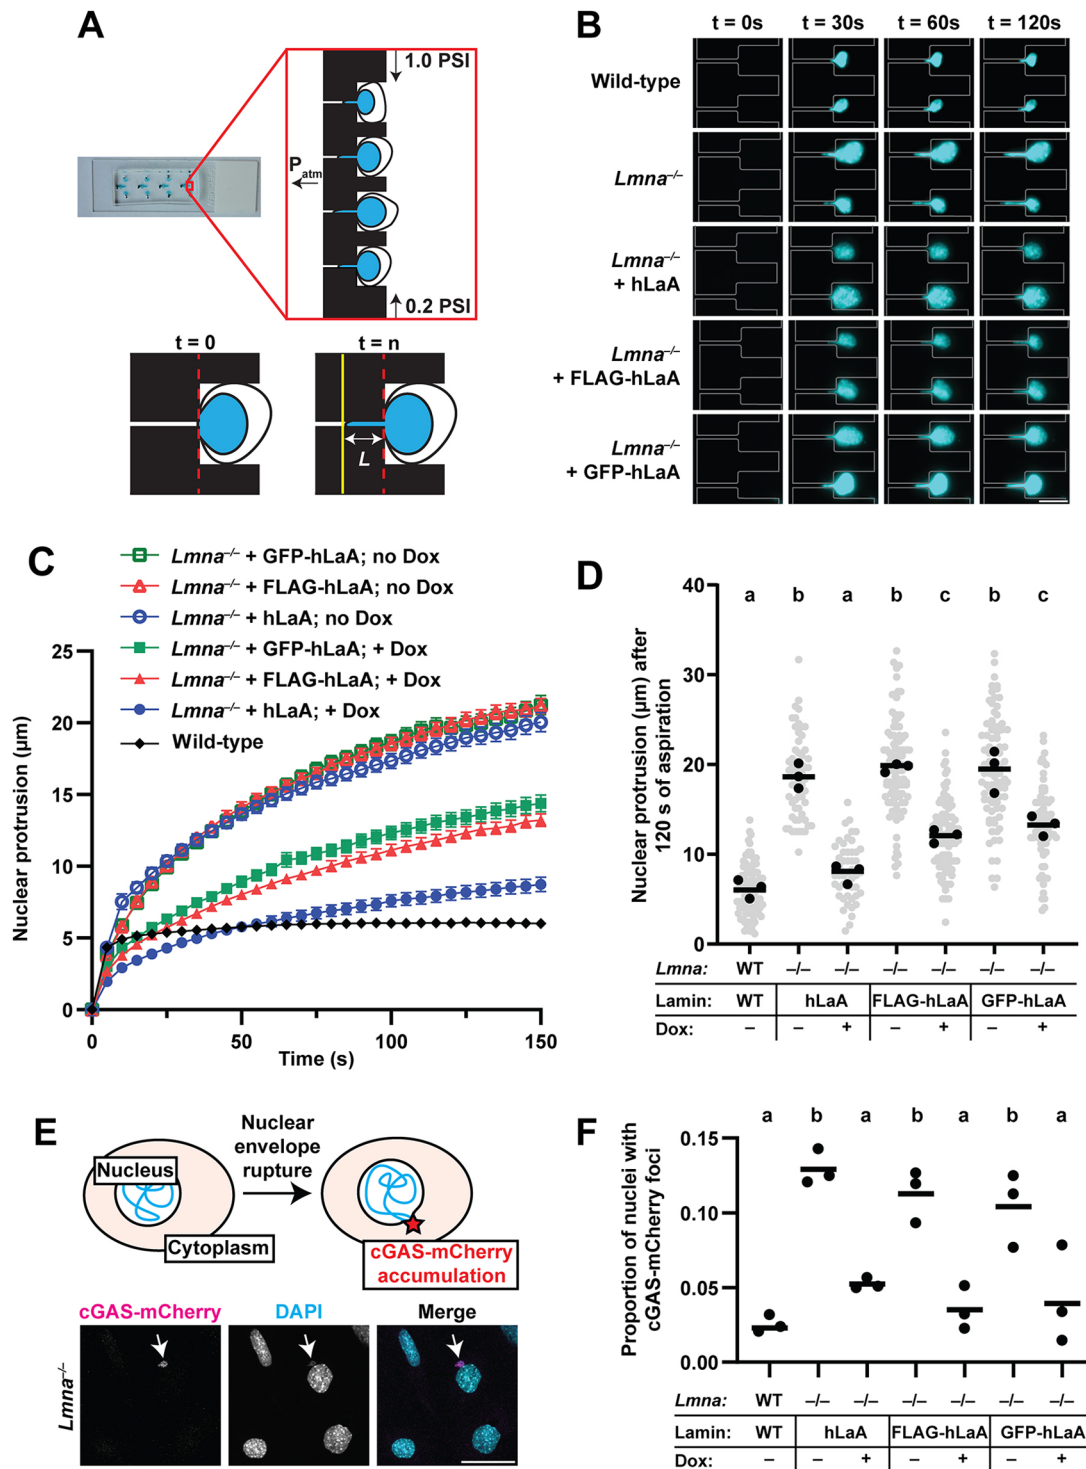 A
1.0 PSI
P_atm
0.2 PSI
t = 0
t = n
L
B
t = 0s t = 30s t = 60s t = 120s
Wild-type
Lmna–/–
Lmna–/–
+ hLaA
Lmna–/–
+ FLAG-hLaA
Lmna–/–
+ GFP-hLaA
C
Lmna–/– + GFP-hLaA; no Dox
Lmna–/– + FLAG-hLaA; no Dox
Lmna–/– + hLaA; no Dox
Lmna–/– + GFP-hLaA; + Dox
Lmna–/– + FLAG-hLaA; + Dox
Lmna–/– + hLaA; + Dox
Wild-type
Nuclear protrusion (µm)
25
20
15
10
5
0
0 50 100 150
Time (s)
D
Nuclear protrusion (µm) after
120 s of aspiration
a b a b c b c
40
30
20
10
0
Lmna: WT –/– –/– –/– –/– –/– –/–
Lamin: WT hLaA FLAG-hLaA GFP-hLaA
Dox: – – + – + – +
E
Nuclear
envelope
rupture
Nucleus
Cytoplasm
cGAS-mCherry
accumulation
cGAS-mCherry DAPI Merge
Lmna–/–
F
Proportion of nuclei with
cGAS-mCherry foci
a b a b a b a
0.15
0.10
0.05
0.00
Lmna: WT –/– –/– –/– –/– –/– –/–
Lamin: WT hLaA FLAG-hLaA GFP-hLaA
Dox: – – + – + – +